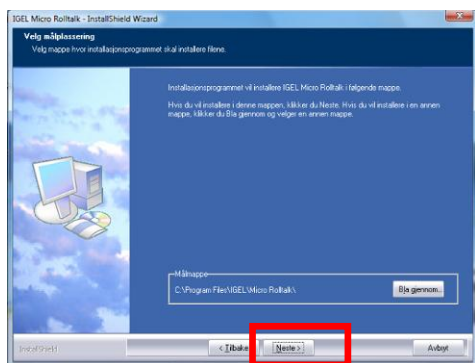 IGEL Micro Rolltalk - InstallShield Wizard
Velg målplassering
Velg mappe hvor installasjonsprogrammet skal installere filene.
Installasjonsprogrammet vil installere IGEL Micro Rolltalk i følgende mappe.
Hvis du vil installere i denne mappen, klikker du Neste. Hvis du vil installere i en annen
mappe, klikker du Bla gjennom og velger en annen mappe.
Målmappe
C:\Program Files\IGEL\Micro Rolltalk\
Bla gjennom...
InstallShield
< Tilbake
Neste >
Avbryt